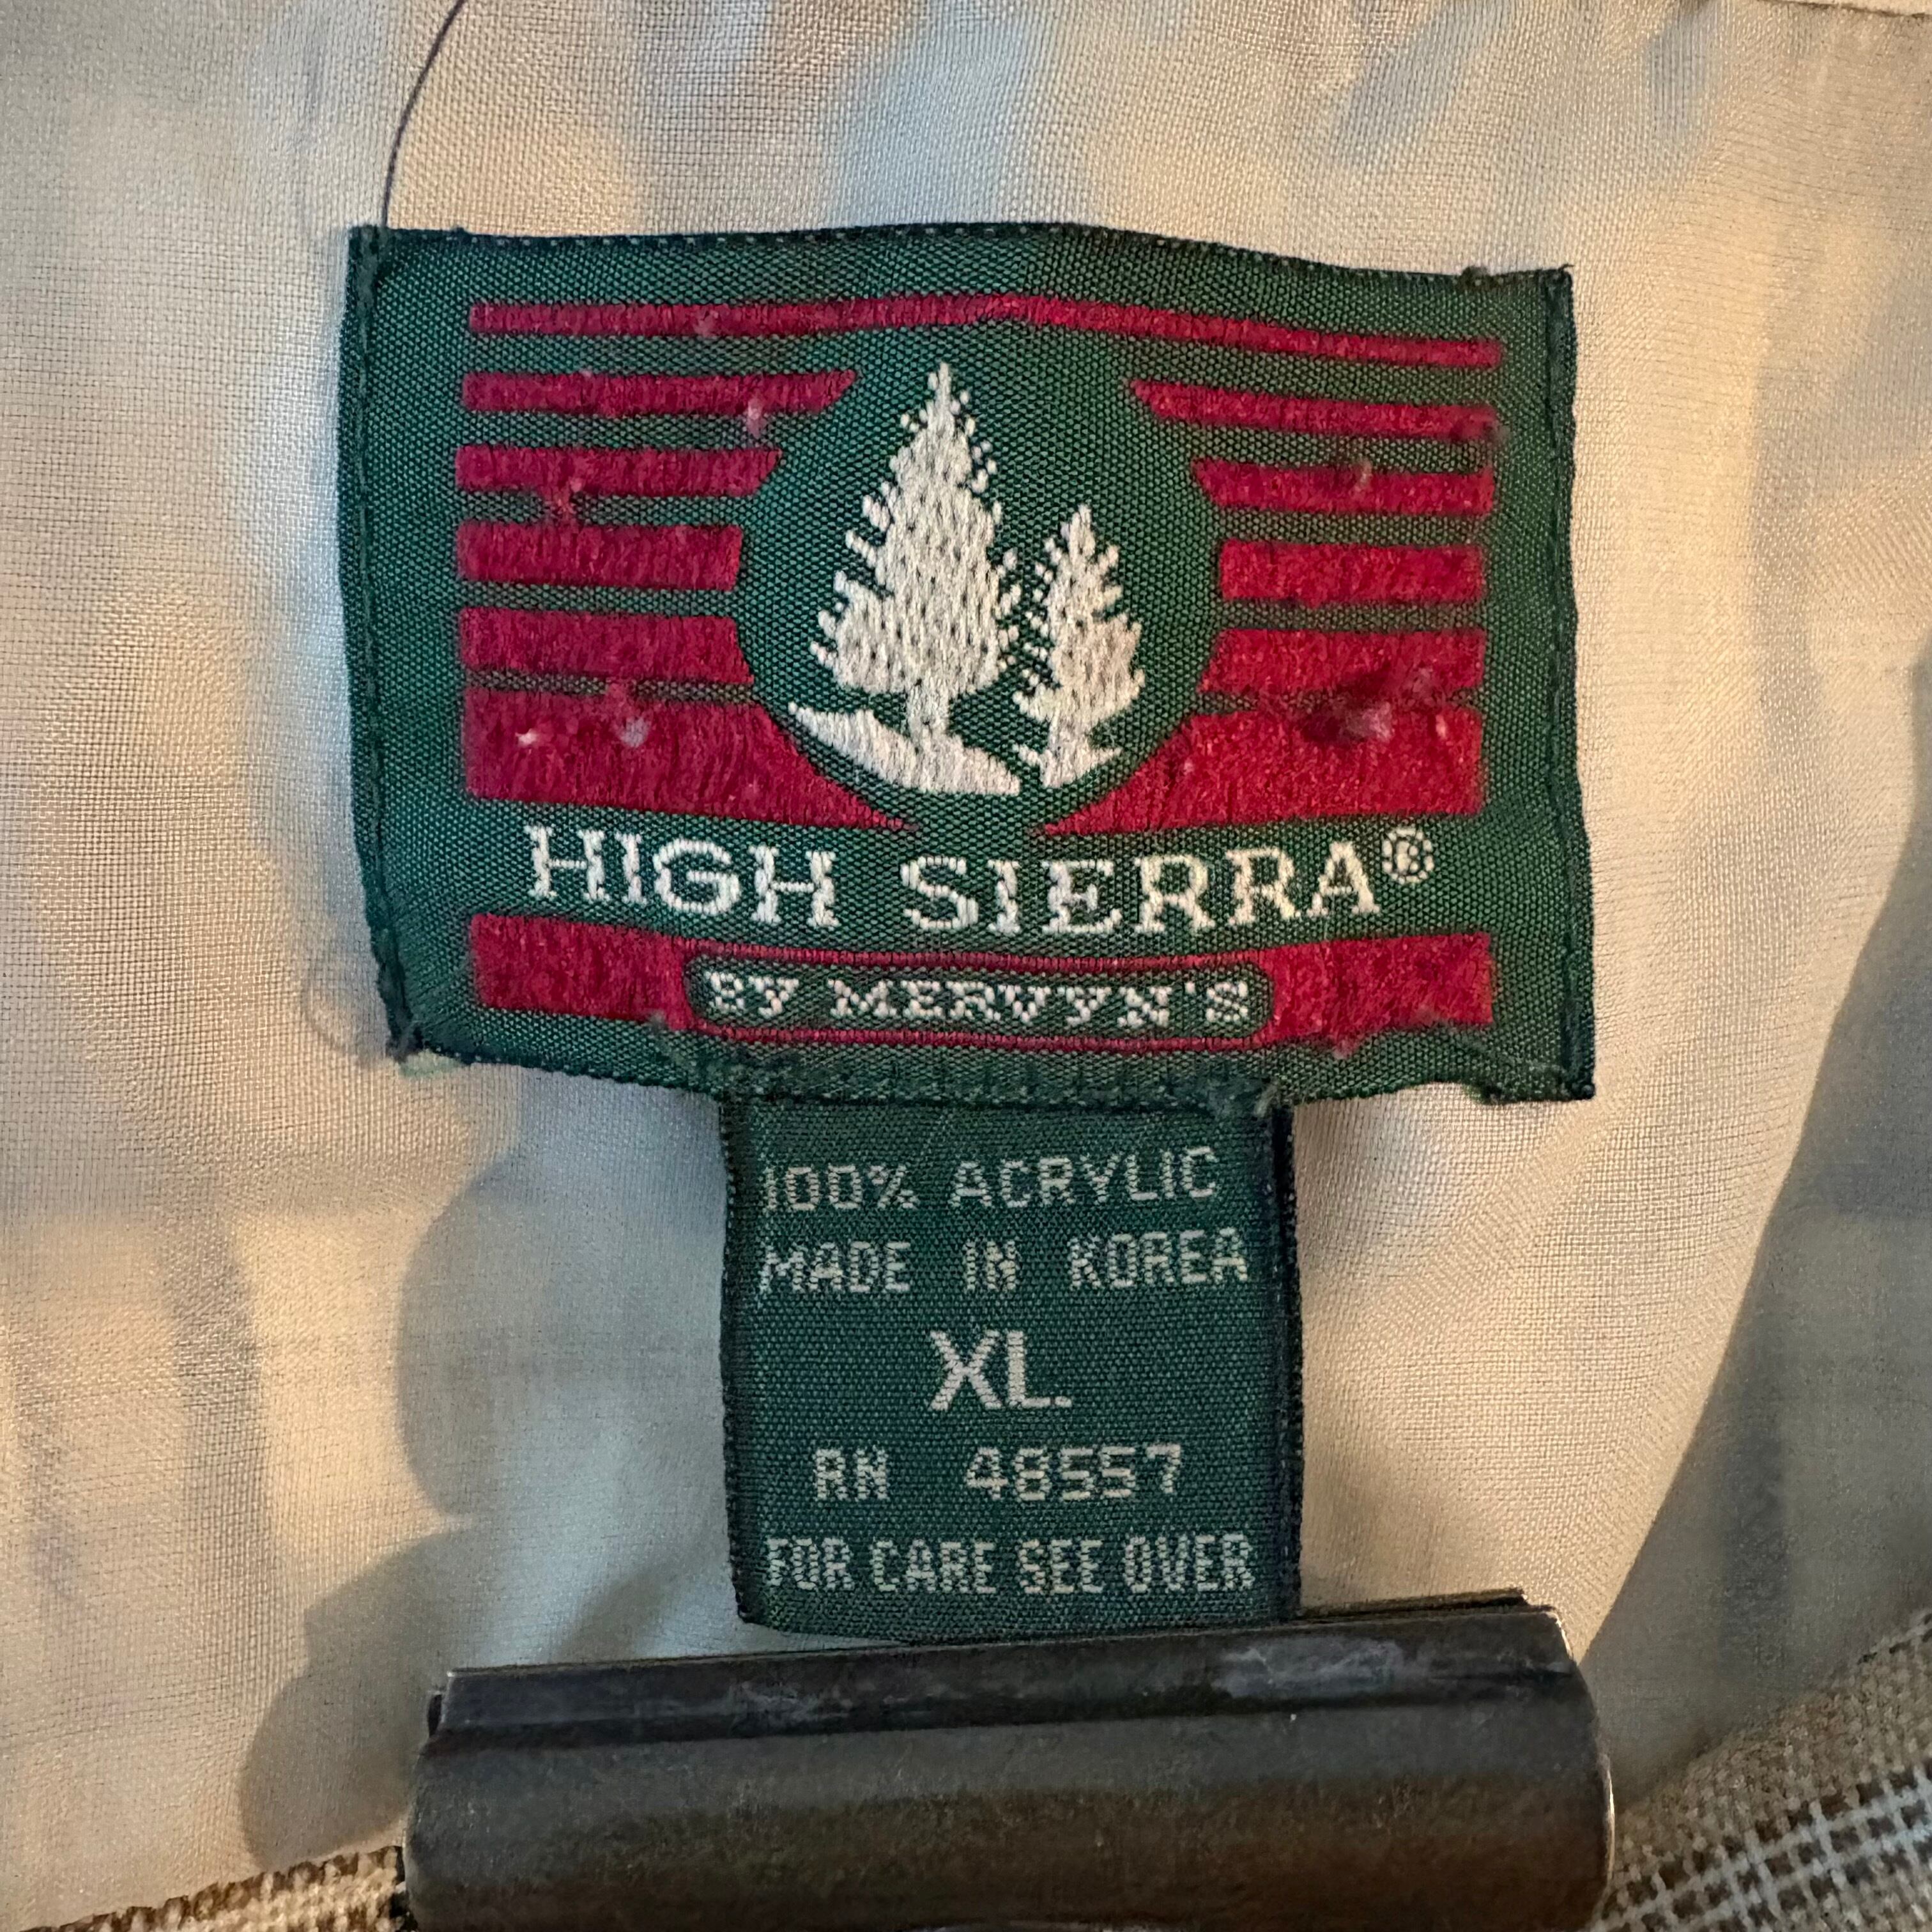 HIGH SIERRA®
BY MERVYN'S
100% ACRYLIC
MADE IN KOREA
XL
RN 48557
FOR CARE SEE OVER